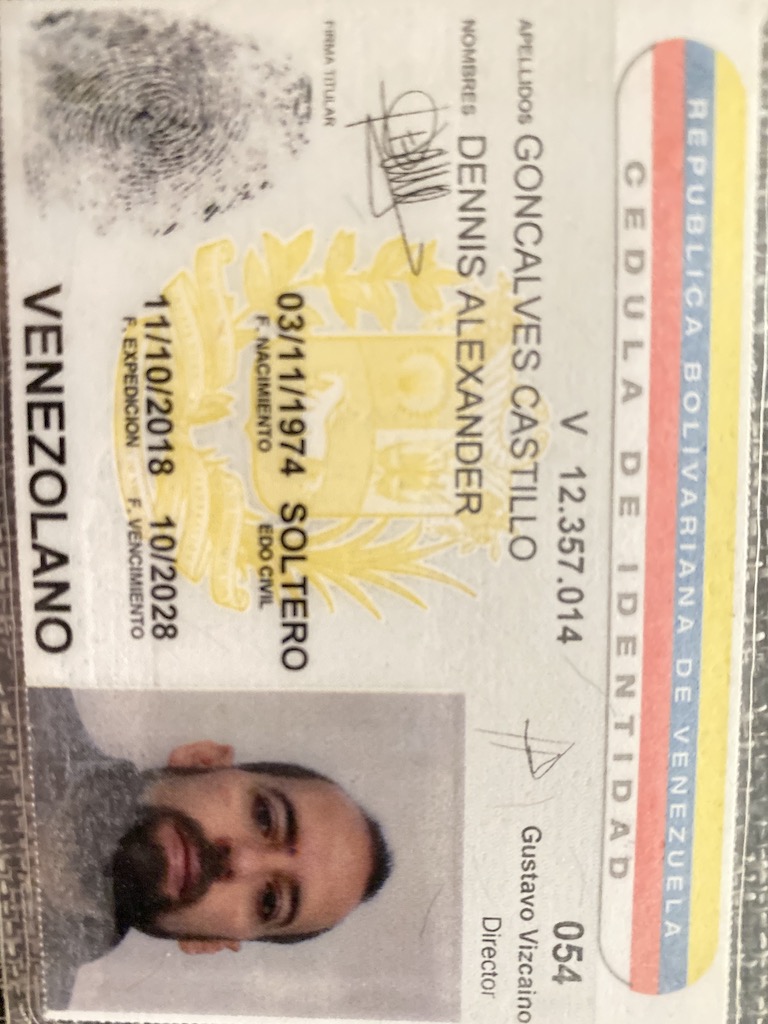 REPUBLICA BOLIVARIANA DE VENEZUELA
CEDULA DE IDENTIDAD
V 12.357.014
054
APELLIDOS GONCALVES CASTILLO
Gustavo Vizcaino
Director
NOMBRES DENNIS ALEXANDER
FIRMA TITULAR
03/11/1974 SOLTERO
F. NACIMIENTO EDO CIVIL
11/10/2018 10/2028
F. EXPEDICION F. VENCIMIENTO
VENEZOLANO